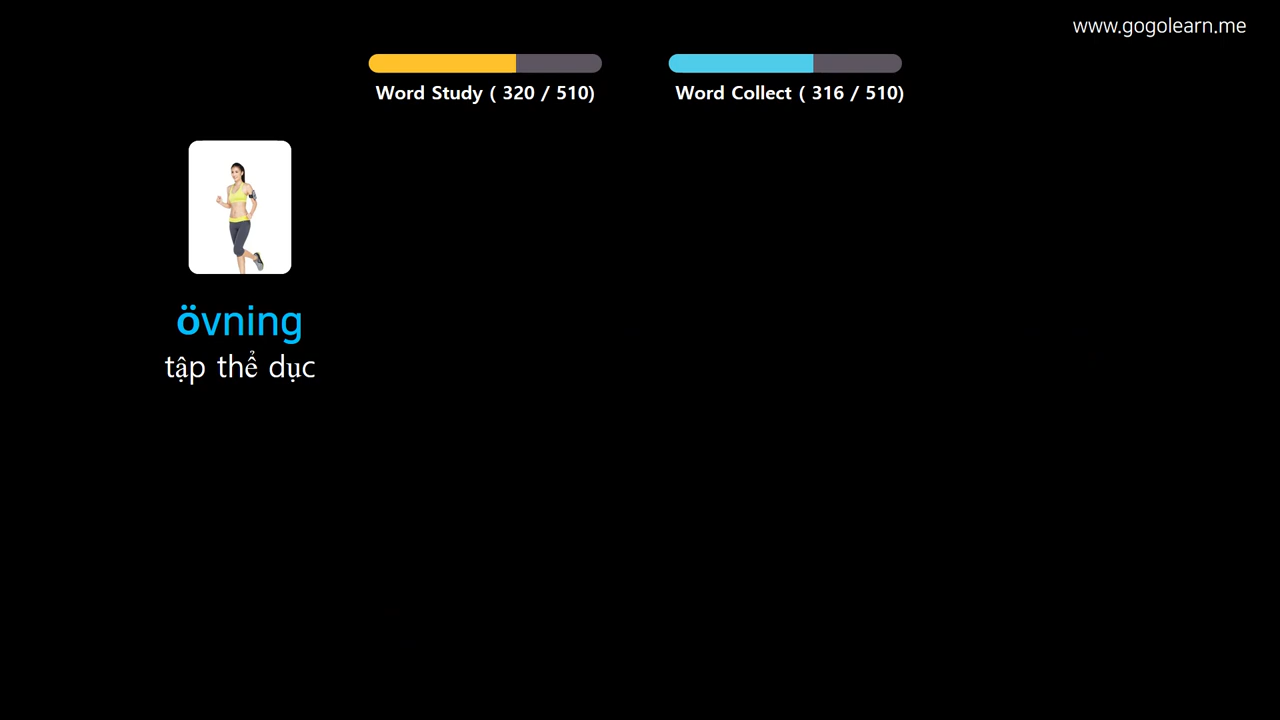 www.gogolearn.me
Word Study ( 320 / 510)
Word Collect ( 316 / 510)
övning
tập thể dục